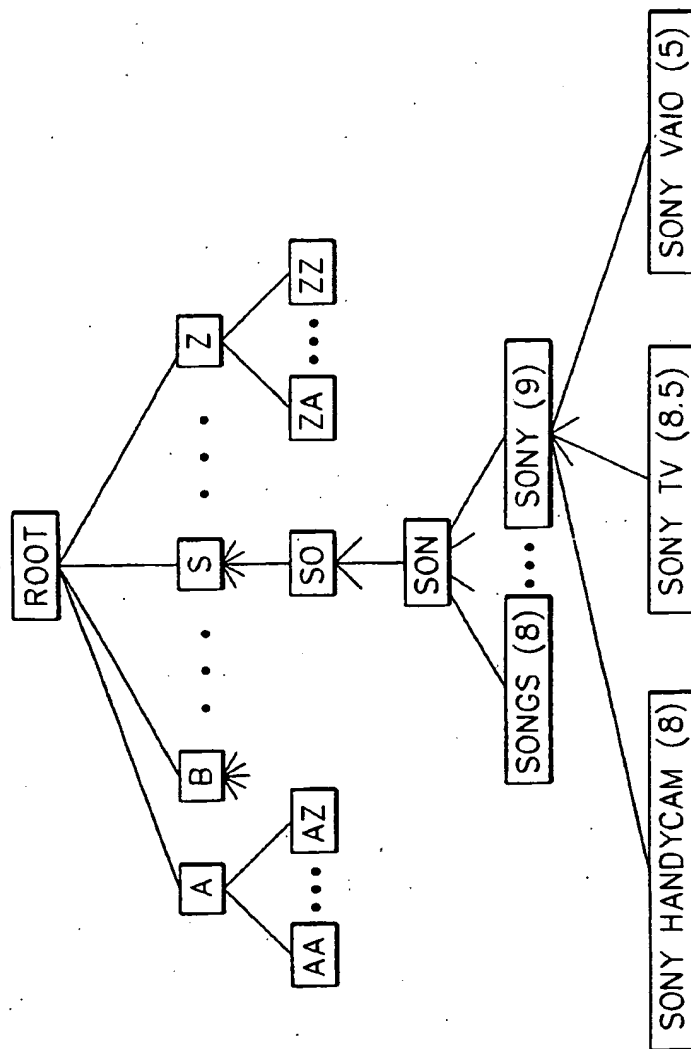 ROOT
A
B
S
Z
AA
AZ
SO
ZA
ZZ
SON
SONGS (8)
SONY (9)
SONY HANDYCAM (8)
SONY TV (8.5)
SONY VAIO (5)